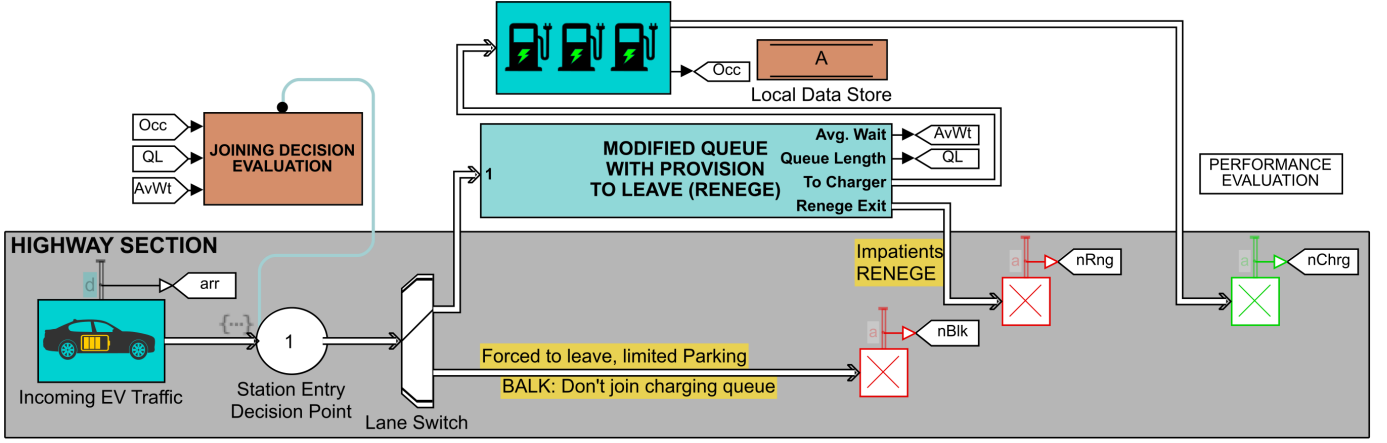 Occ
A
Local Data Store
Occ
QL
AvWt
JOINING DECISION
EVALUATION
1
MODIFIED QUEUE
WITH PROVISION
TO LEAVE (RENEGE)
Avg. Wait
Queue Length
To Charger
Renege Exit
AvWt
QL
PERFORMANCE
EVALUATION
HIGHWAY SECTION
d
arr
Incoming EV Traffic
{...}
1
Station Entry
Decision Point
Lane Switch
Impatients
RENEGE
a
nRng
a
nChrg
a
nBlk
Forced to leave, limited Parking
BALK: Don't join charging queue